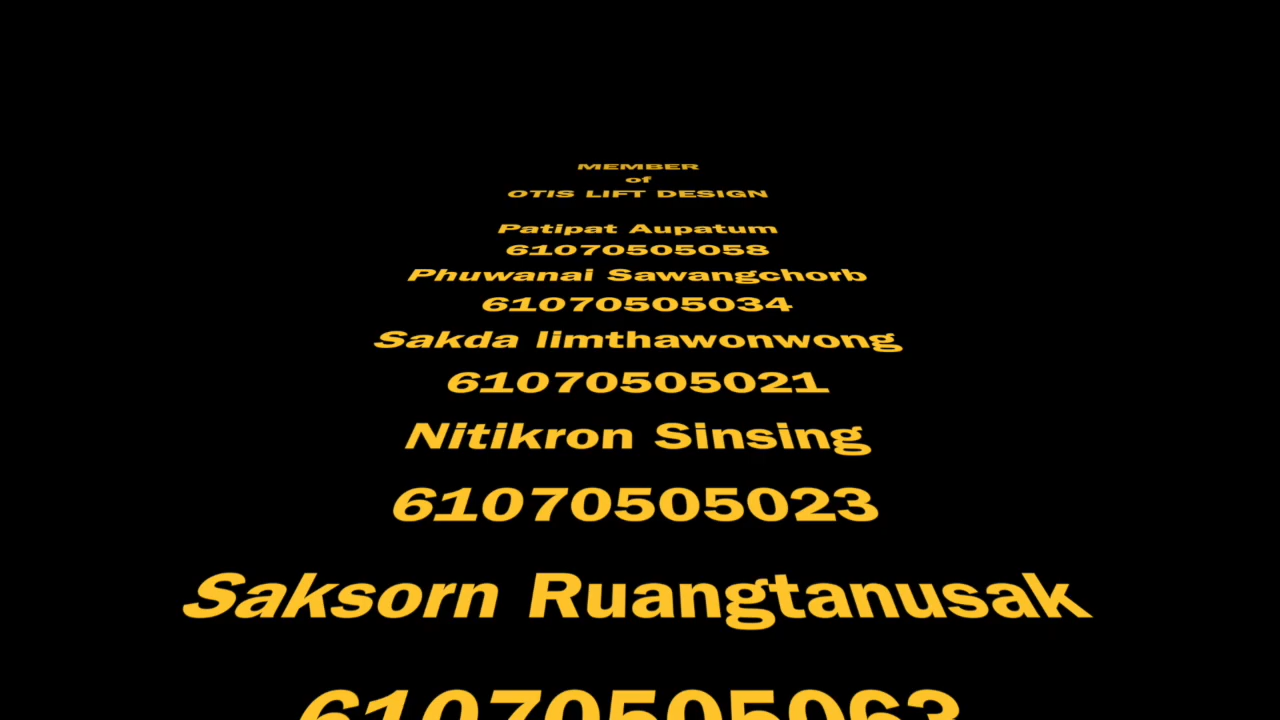 MEMBER
of
OTIS LIFT DESIGN
Patipat Aupatum
61070505058
Phuwanai Sawangchorb
61070505034
Sakda limthawonwong
61070505021
Nitikron Sinsing
61070505023
Saksorn Ruangtanusak
61070505063